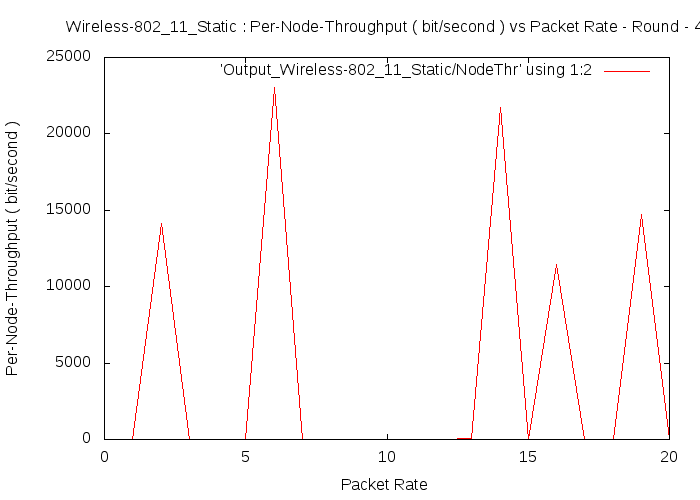 Wireless-802_11_Static : Per-Node-Throughput ( bit/second ) vs Packet Rate - Round - 4
'Output_Wireless-802_11_Static/NodeThr' using 1:2
25000
20000
15000
10000
5000
0
Per-Node-Throughput ( bit/second )
0 5 10 15 20
Packet Rate